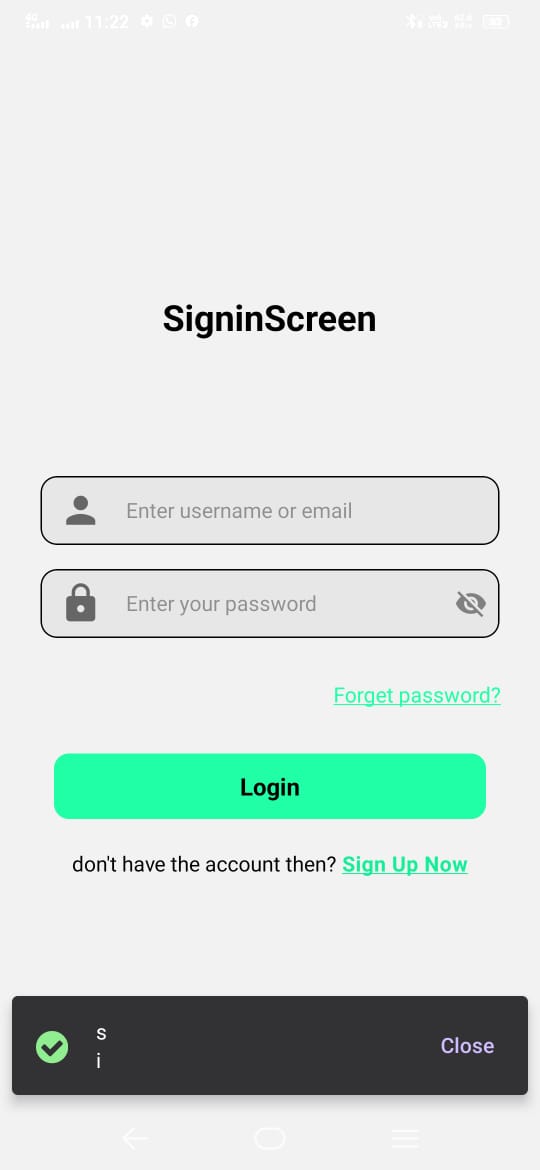 11:22
SigninScreen
Enter username or email
Enter your password
Forget password?
Login
don't have the account then? Sign Up Now
s
i
Close